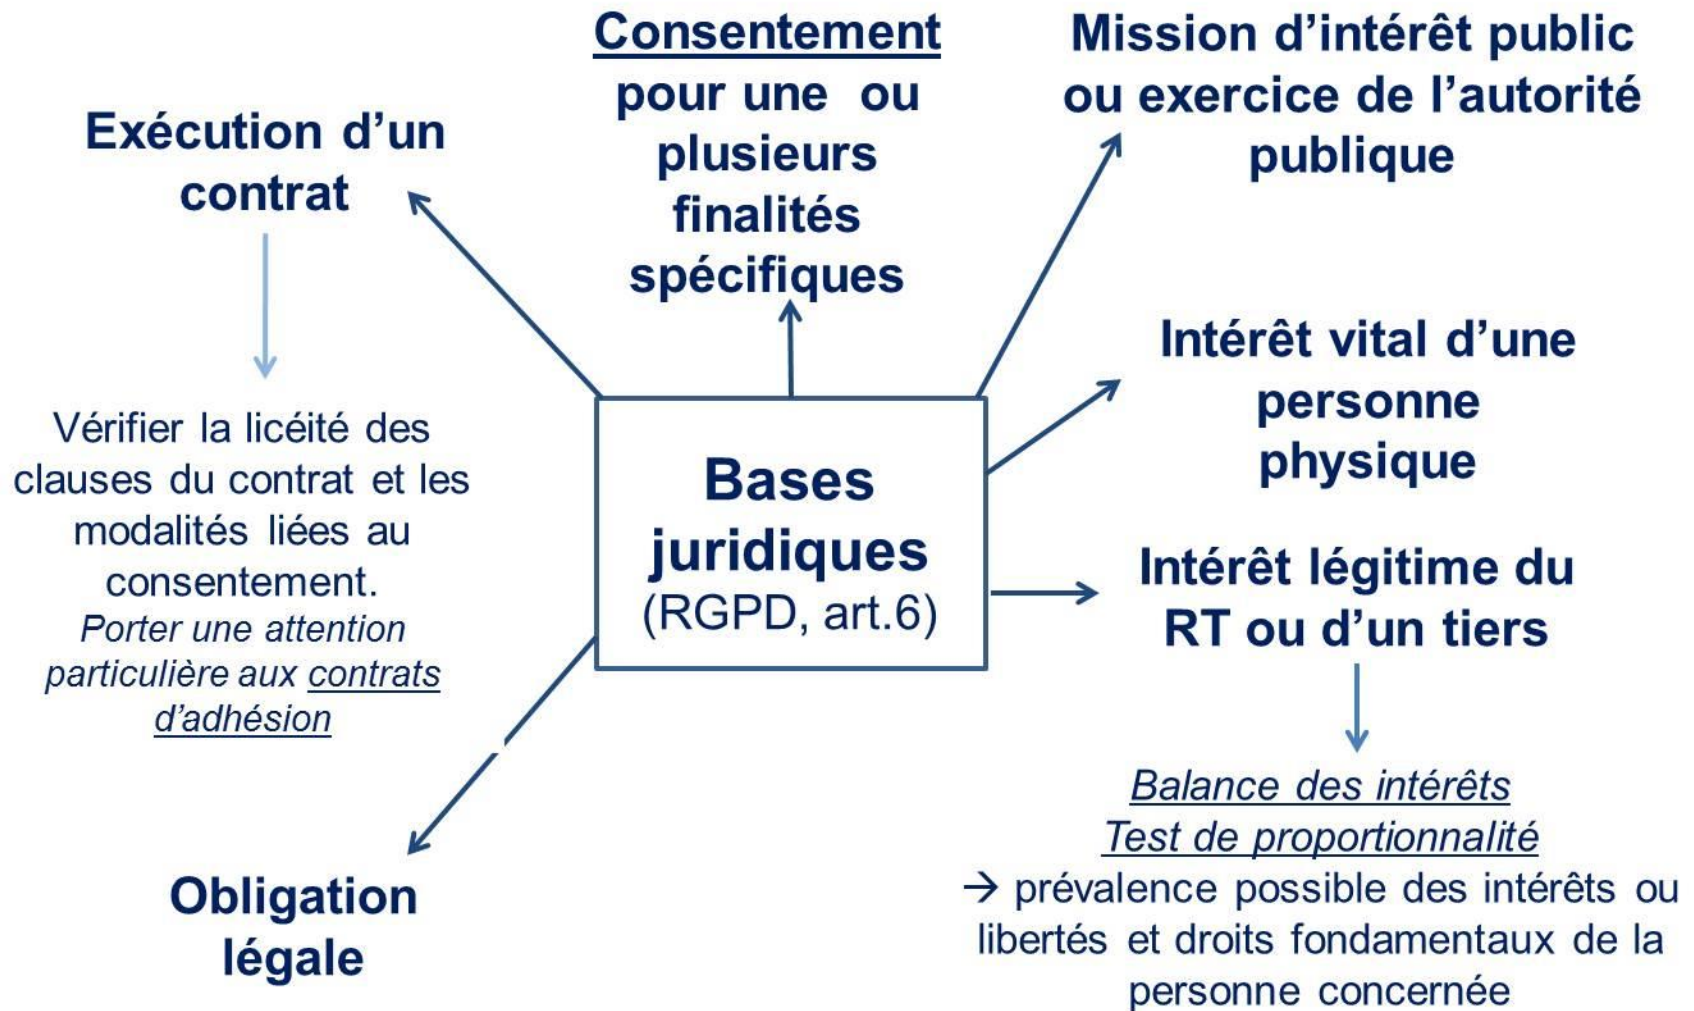 Consentement
pour une ou
plusieurs
finalités
spécifiques
Mission d’intérêt public
ou exercice de l’autorité
publique
Exécution d’un
contrat
Vérifier la licéité des
clauses du contrat et les
modalités liées au
consentement.
Porter une attention
particulière aux contrats
d’adhésion
Bases
juridiques
(RGPD, art.6)
Intérêt vital d’une
personne
physique
Intérêt légitime du
RT ou d’un tiers
Balance des intérêts
Test de proportionnalité
→ prévalence possible des intérêts ou
libertés et droits fondamentaux de la
personne concernée
Obligation
légale